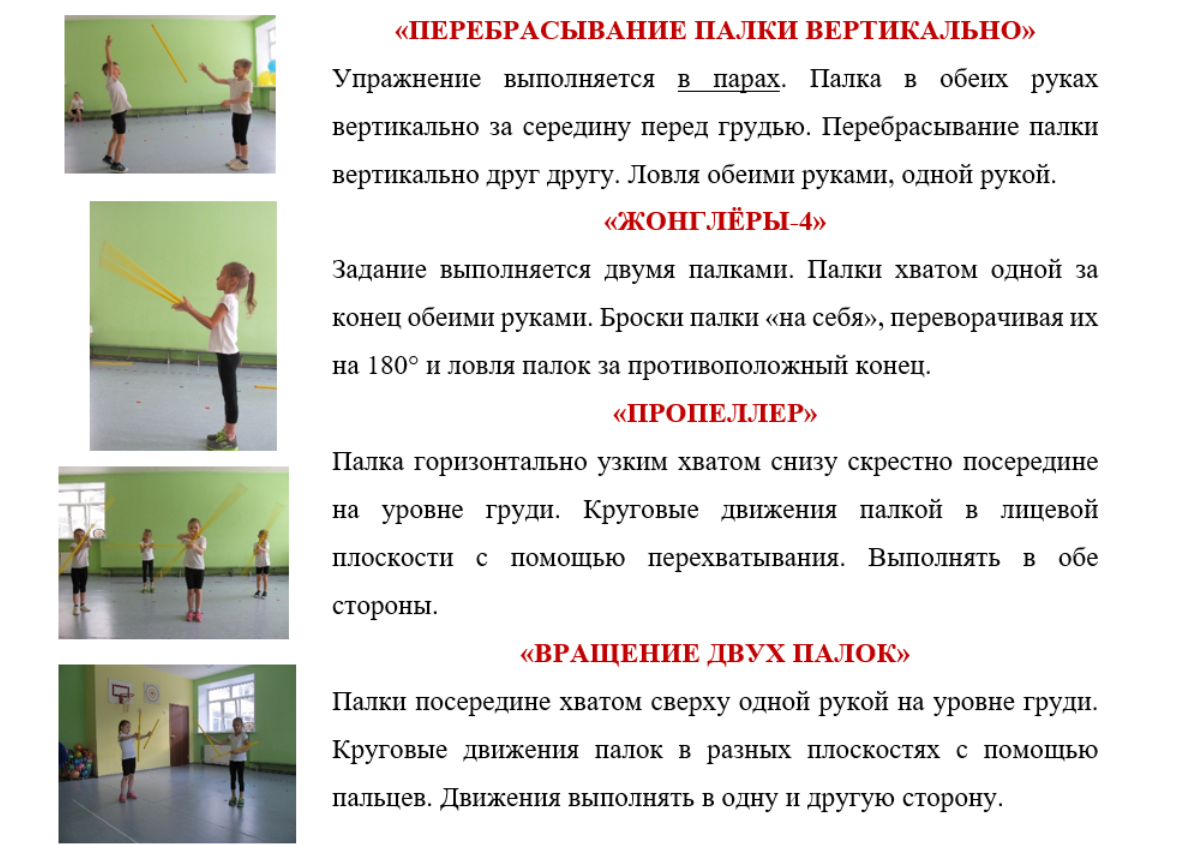 «ПЕРЕБРАСЫВАНИЕ ПАЛКИ ВЕРТИКАЛЬНО»
Упражнение выполняется в парах. Палка в обеих руках
вертикально за середину перед грудью. Перебрасывание палки
вертикально друг другу. Ловля обеими руками, одной рукой.
«ЖОНГЛЁРЫ-4»
Задание выполняется двумя палками. Палки хватом одной за
конец обеими руками. Броски палки «на себя», переворачивая их
на 180° и ловля палок за противоположный конец.
«ПРОПЕЛЛЕР»
Палка горизонтально узким хватом снизу скрестно посередине
на уровне груди. Круговые движения палкой в лицевой
плоскости с помощью перехватывания. Выполнять в обе
стороны.
«ВРАЩЕНИЕ ДВУХ ПАЛОК»
Палки посередине хватом сверху одной рукой на уровне груди.
Круговые движения палок в разных плоскостях с помощью
пальцев. Движения выполнять в одну и другую сторону.